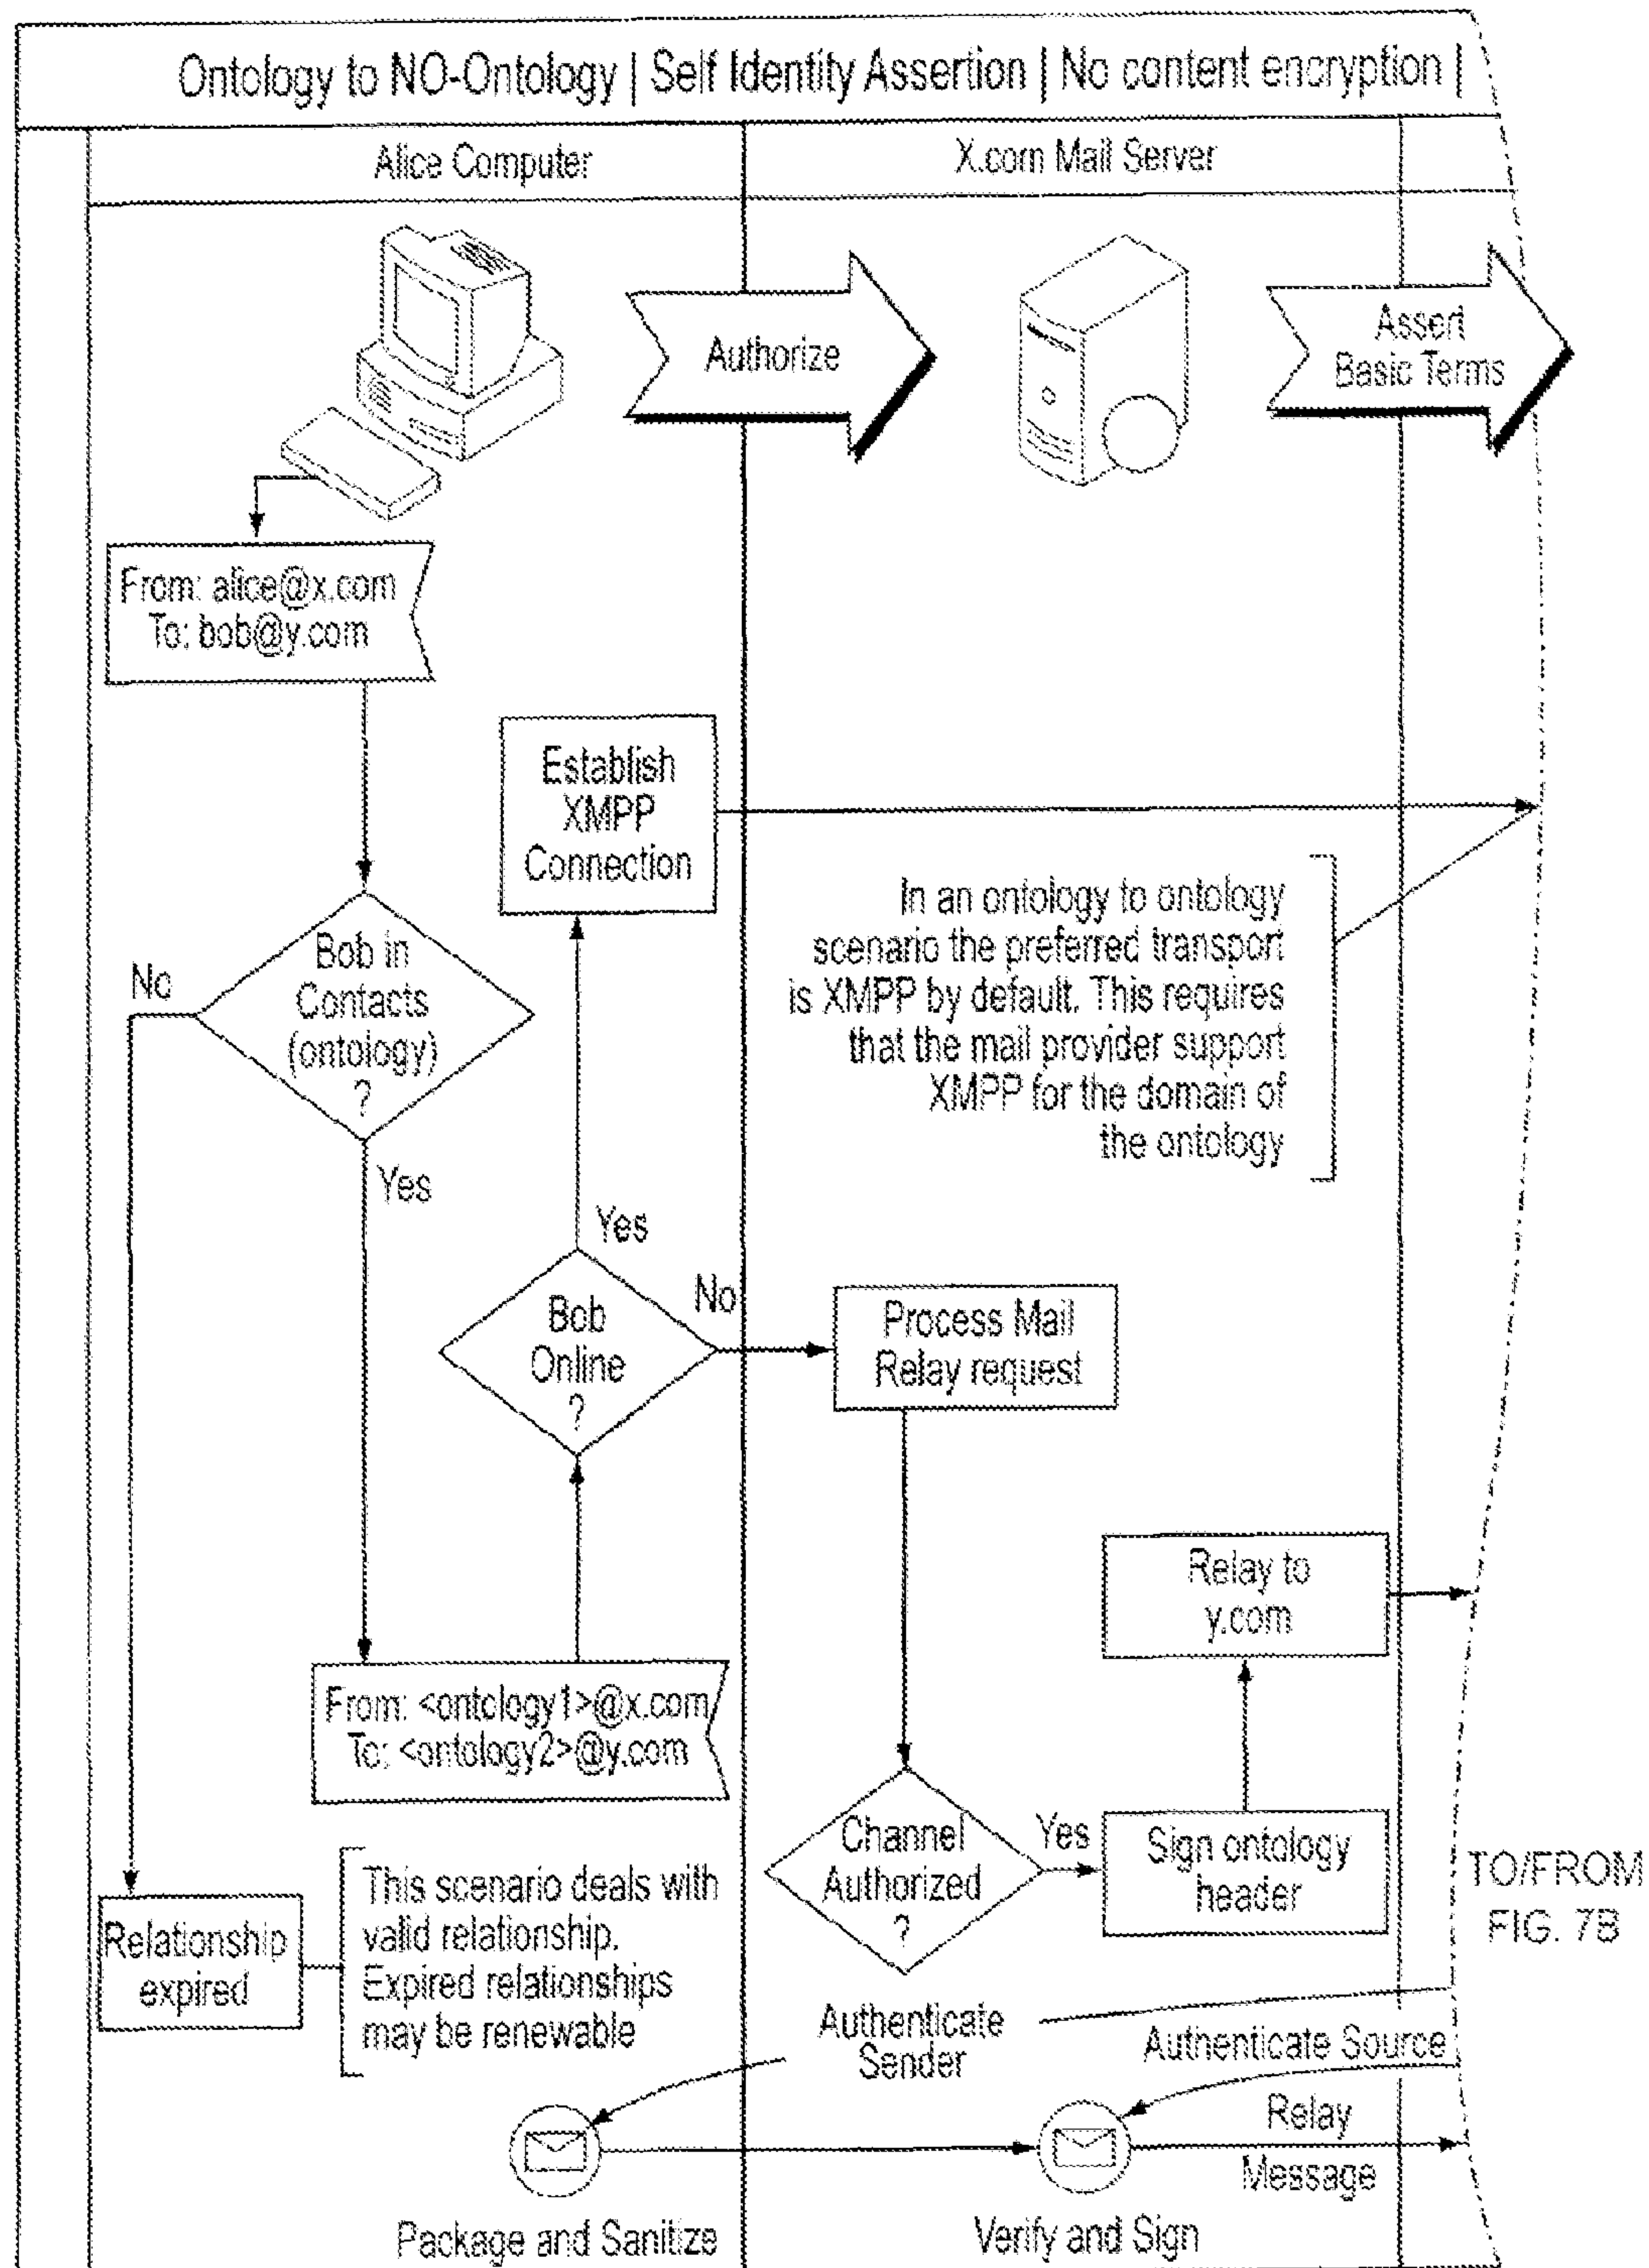 Ontology to NO-Ontology | Self Identity Assertion | No content encryption |
Alice Computer
X.com Mail Server
Authorize
Assert
Basic Terms
From: alice@x.com
To: bob@y.com
Establish
XMPP
Connection
In an ontology to ontology
scenario the preferred transport
is XMPP by default. This requires
that the mail provider support
XMPP for the domain of
the ontology
Bob in
Contacts
(ontology)
?
No
Yes
Yes
Bob
Online
?
No
Process Mail
Relay request
Relay to
y.com
From: <ontology1>@x.com
To: <ontology2>@y.com
Channel
Authorized
?
Yes
Sign ontology
header
TO/FROM
FIG. 7B
Relationship
expired
This scenario deals with
valid relationship.
Expired relationships
may be renewable
Authenticate
Sender
Authenticate Source
Relay
Message
Package and Sanitize
Verify and Sign